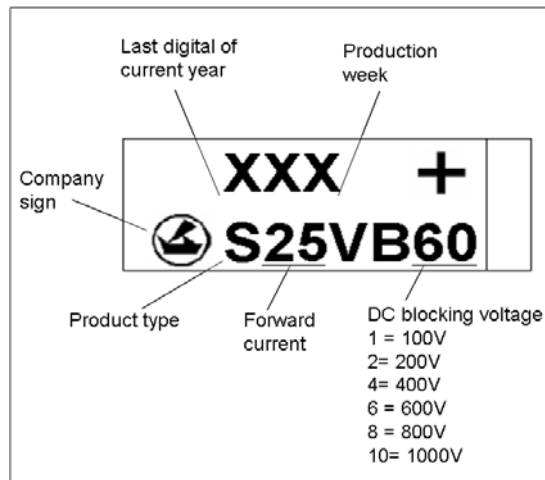 Last digital of
current year
Production
week
XXX +
Company
sign
S25VB60
Product type
Forward
current
DC blocking voltage
1 = 100V
2= 200V
4= 400V
6 = 600V
8 = 800V
10= 1000V